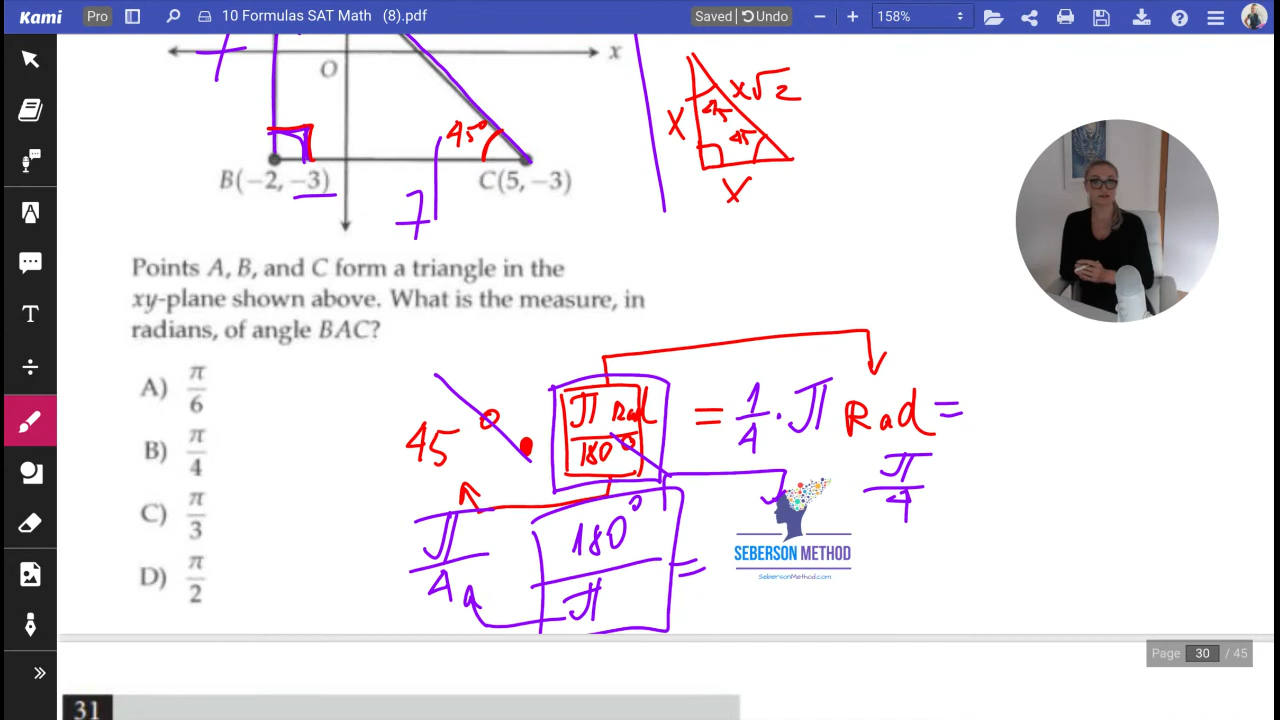 Kami
Pro
10 Formulas SAT Math (8).pdf
Saved Undo
158%
x
O
45°
x√2
x
45
45
x
B(−2, −3)
C(5, −3)
7
7
Points A, B, and C form a triangle in the
xy-plane shown above. What is the measure, in
radians, of angle BAC?
A) π/6
B) π/4
C) π/3
D) π/2
45° • π Rad/180° = 1/4 · π Rad =
π/4
π/4 180°/π =
SEBERSON METHOD
SebersonMethod.com
Page 30 / 45
31